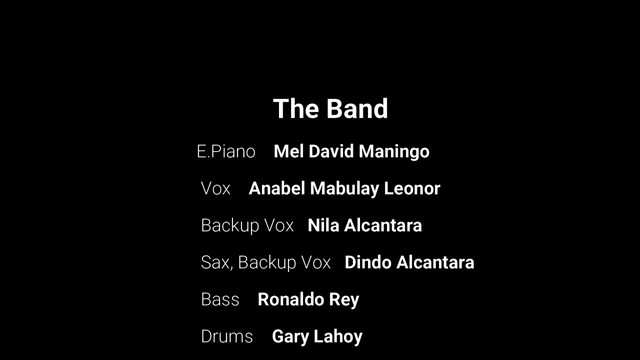 The Band
E.Piano Mel David Maningo
Vox Anabel Mabulay Leonor
Backup Vox Nila Alcantara
Sax, Backup Vox Dindo Alcantara
Bass Ronaldo Rey
Drums Gary Lahoy